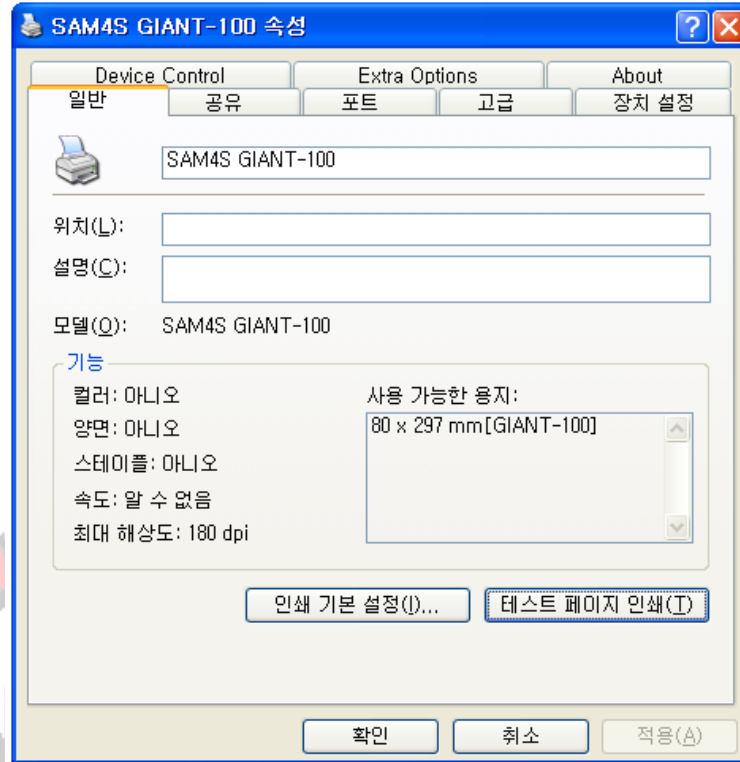 SAM4S GIANT-100 속성
Device Control Extra Options About
일반 공유 포트 고급 장치 설정
SAM4S GIANT-100
위치(L):
설명(C):
모델(O): SAM4S GIANT-100
기능
컬러: 아니오 사용 가능한 용지:
양면: 아니오 80 x 297 mm[GIANT-100]
스테이플: 아니오
속도: 알 수 없음
최대 해상도: 180 dpi
인쇄 기본 설정(I)... 테스트 페이지 인쇄(T)
확인 취소 적용(A)